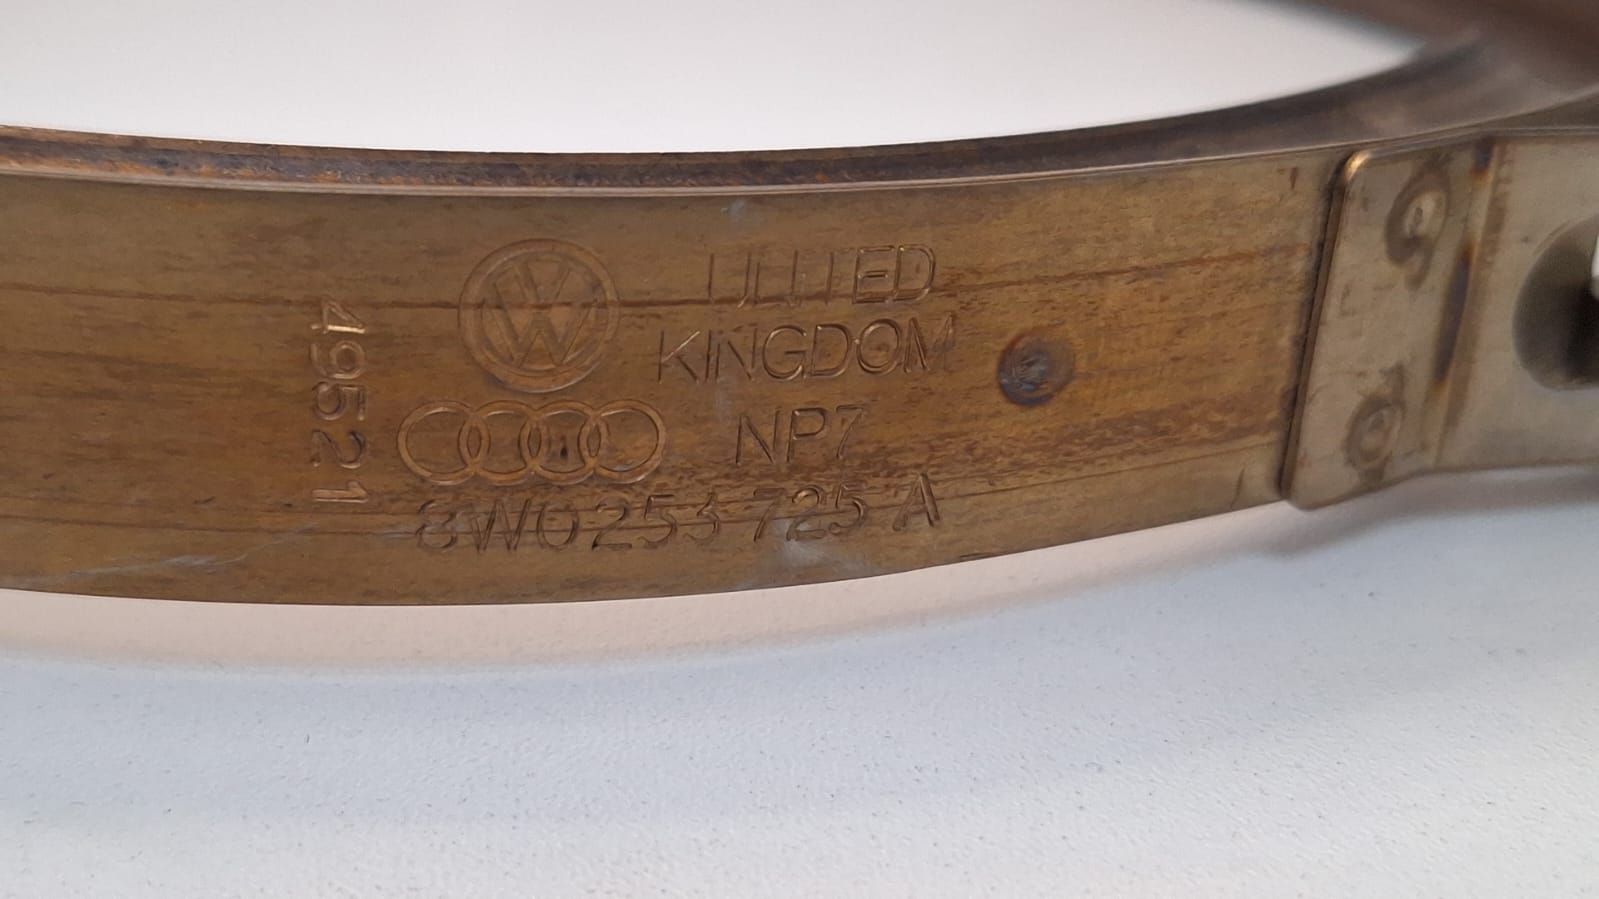 UNITED
KINGDOM
NP7
8W0 253 725 A
49521